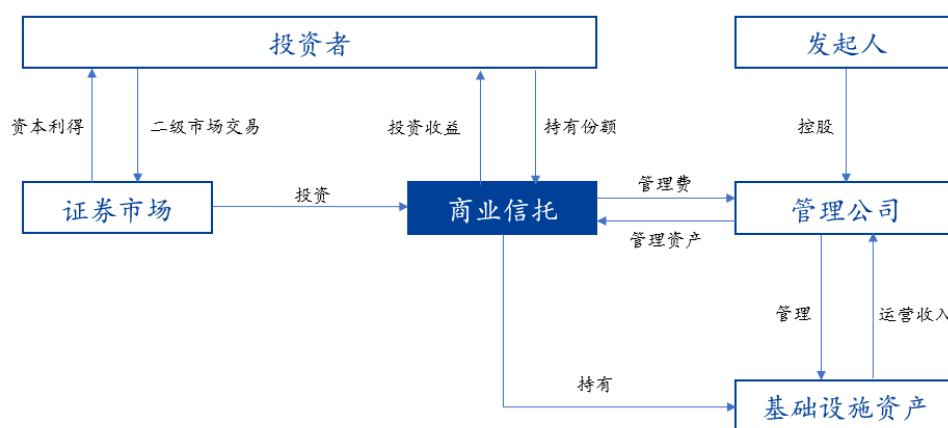 投资者
发起人
资本利得
二级市场交易
投资收益
持有份额
控股
证券市场
投资
商业信托
管理费
管理资产
管理公司
管理
运营收入
持有
基础设施资产